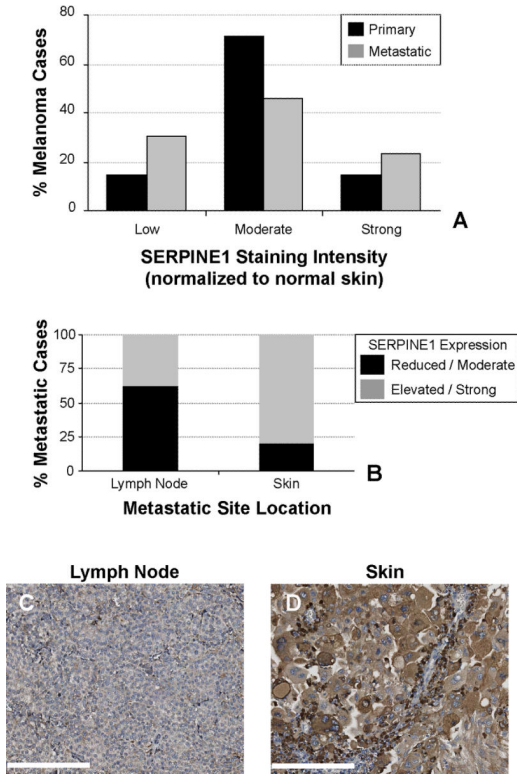 80
60
40
20
0
% Melanoma Cases
Primary
Metastatic
Low Moderate Strong
A
SERPINE1 Staining Intensity
(normalized to normal skin)
100
75
50
25
0
% Metastatic Cases
SERPINE1 Expression
Reduced / Moderate
Elevated / Strong
Lymph Node Skin
B
Metastatic Site Location
Lymph Node
Skin
C
D